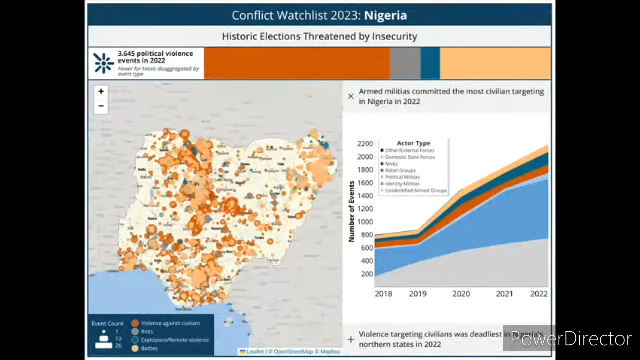 Conflict Watchlist 2023: Nigeria
Historic Elections Threatened by Insecurity
3.645 political violence
events in 2022
Hover for totals disaggregated by
event type
+
−
Event Count
1
13
26
Violence against civilians
Riots
Explosions/Remote violence
Battles
Leaflet | © OpenStreetMap © Mapbox
Armed militias committed the most civilian targeting
in Nigeria in 2022
Number of Events
2200
2000
1800
1600
1400
1200
1000
800
600
400
200
Actor Type
Other/External Forces
Domestic State Forces
Mobs
Rebel Groups
Political Militias
Identity Militias
Unidentified Armed Groups
2018 2019 2020 2021 2022
Violence targeting civilians was deadliest in Nigeria's
northern states in 2022
PowerDirector